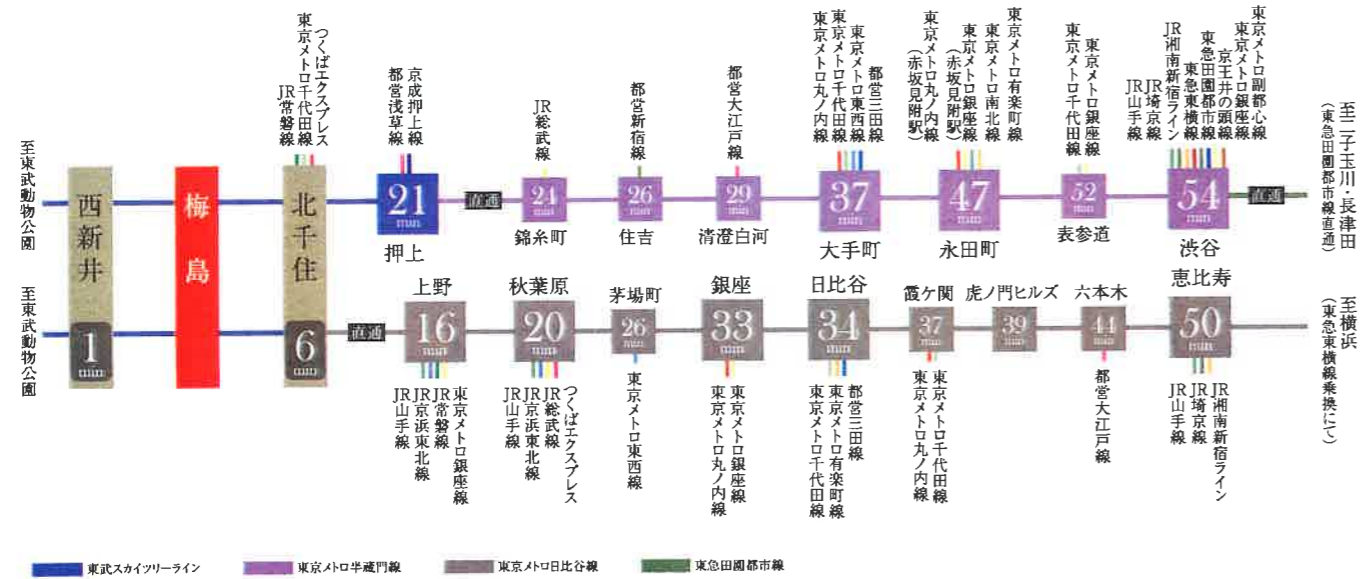 つくばエクスプレス
東京メトロ千代田線
JR常磐線
京成押上線
都営浅草線
JR総武線
都営新宿線
都営大江戸線
都営三田線
東京メトロ東西線
東京メトロ千代田線
東京メトロ丸ノ内線
東京メトロ有楽町線
東京メトロ南北線
東京メトロ銀座線
(赤坂見附駅)
東京メトロ丸ノ内線
(赤坂見附駅)
東京メトロ銀座線
東京メトロ千代田線
東京メトロ副都心線
東京メトロ銀座線
京王井の頭線
東急田園都市線
東急東横線
JR湘南新宿ライン
JR埼京線
JR山手線
至東武動物公園
西新井
梅島
北千住
21
min
押上
直通
24
min
錦糸町
26
min
住吉
29
min
清澄白河
37
min
大手町
47
min
永田町
52
min
表参道
54
min
渋谷
直通
至二子玉川・長津田
(東急田園都市線直通)
至東武動物公園
1
min
6
min
直通
上野
16
min
秋葉原
20
min
茅場町
26
min
銀座
33
min
日比谷
34
min
霞ケ関
37
min
虎ノ門ヒルズ
39
min
六本木
44
min
恵比寿
50
min
至横浜
(東急東横線乗換にて)
東京メトロ銀座線
JR常磐線
JR京浜東北線
JR山手線
つくばエクスプレス
JR総武線
JR京浜東北線
JR山手線
東京メトロ東西線
東京メトロ銀座線
東京メトロ丸ノ内線
都営三田線
東京メトロ有楽町線
東京メトロ千代田線
東京メトロ千代田線
東京メトロ丸ノ内線
都営大江戸線
JR湘南新宿ライン
JR埼京線
JR山手線
東武スカイツリーライン
東京メトロ半蔵門線
東京メトロ日比谷線
東急田園都市線